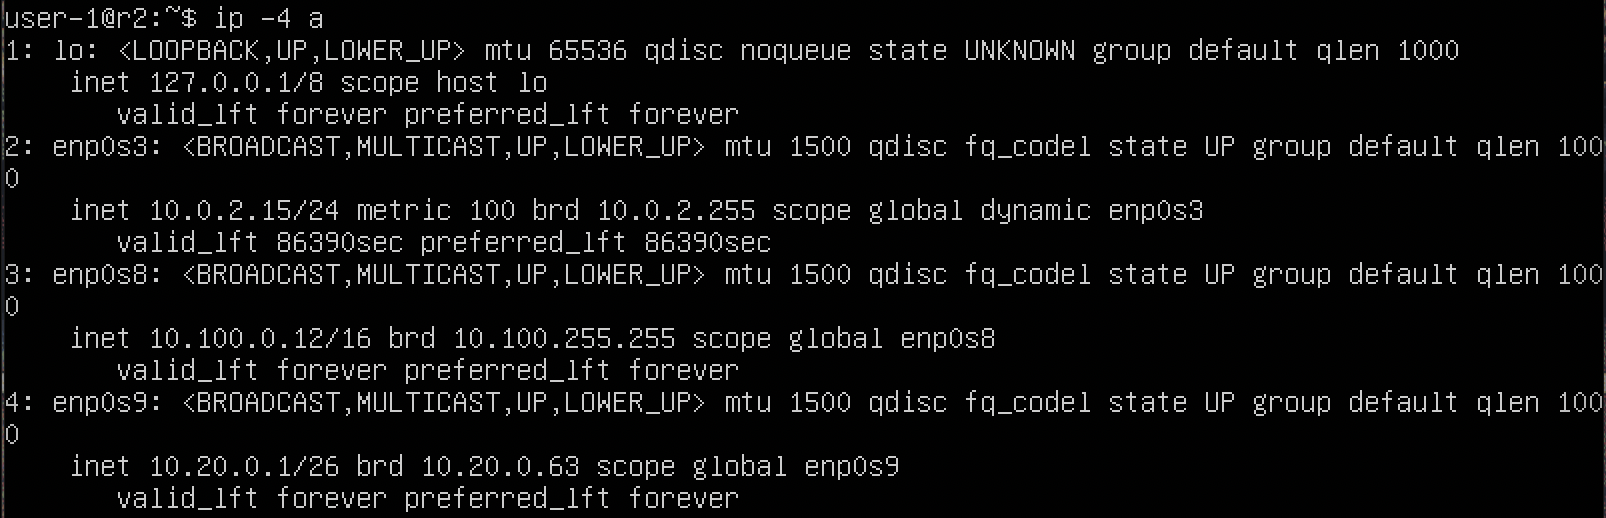 user-1@r2:~$ ip -4 a
1: lo: <LOOPBACK,UP,LOWER_UP> mtu 65536 qdisc noqueue state UNKNOWN group default qlen 1000
    inet 127.0.0.1/8 scope host lo
       valid_lft forever preferred_lft forever
2: enp0s3: <BROADCAST,MULTICAST,UP,LOWER_UP> mtu 1500 qdisc fq_codel state UP group default qlen 100
0
    inet 10.0.2.15/24 metric 100 brd 10.0.2.255 scope global dynamic enp0s3
       valid_lft 86390sec preferred_lft 86390sec
3: enp0s8: <BROADCAST,MULTICAST,UP,LOWER_UP> mtu 1500 qdisc fq_codel state UP group default qlen 100
0
    inet 10.100.0.12/16 brd 10.100.255.255 scope global enp0s8
       valid_lft forever preferred_lft forever
4: enp0s9: <BROADCAST,MULTICAST,UP,LOWER_UP> mtu 1500 qdisc fq_codel state UP group default qlen 100
0
    inet 10.20.0.1/26 brd 10.20.0.63 scope global enp0s9
       valid_lft forever preferred_lft forever